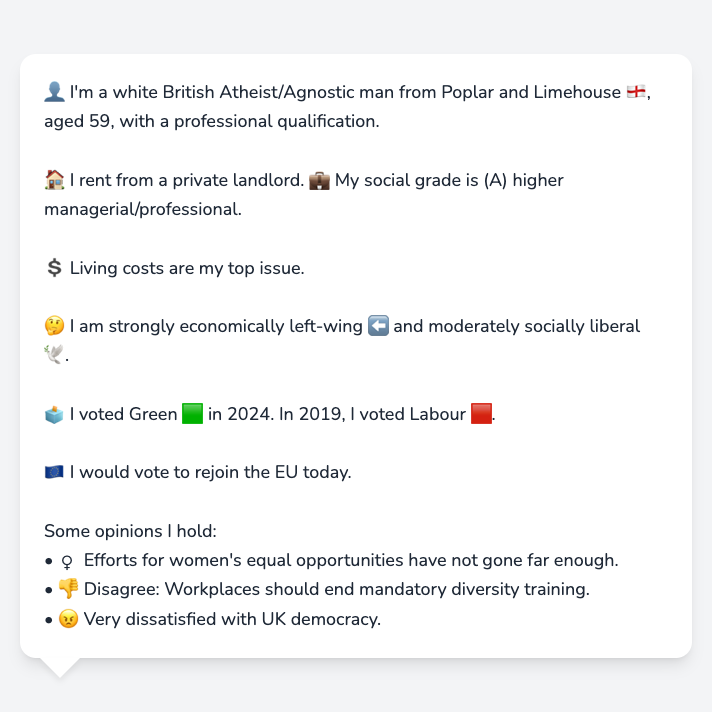 👤 I'm a white British Atheist/Agnostic man from Poplar and Limehouse 🏴󠁧󠁢󠁥󠁮󠁧󠁿,
aged 59, with a professional qualification.
🏠 I rent from a private landlord. 💼 My social grade is (A) higher
managerial/professional.
💲 Living costs are my top issue.
🤔 I am strongly economically left-wing ⬅️ and moderately socially liberal
🕊️.
🗳️ I voted Green 🟩 in 2024. In 2019, I voted Labour 🟥.
🇪🇺 I would vote to rejoin the EU today.
Some opinions I hold:
• ♀ Efforts for women's equal opportunities have not gone far enough.
• 👎 Disagree: Workplaces should end mandatory diversity training.
• 😠 Very dissatisfied with UK democracy.